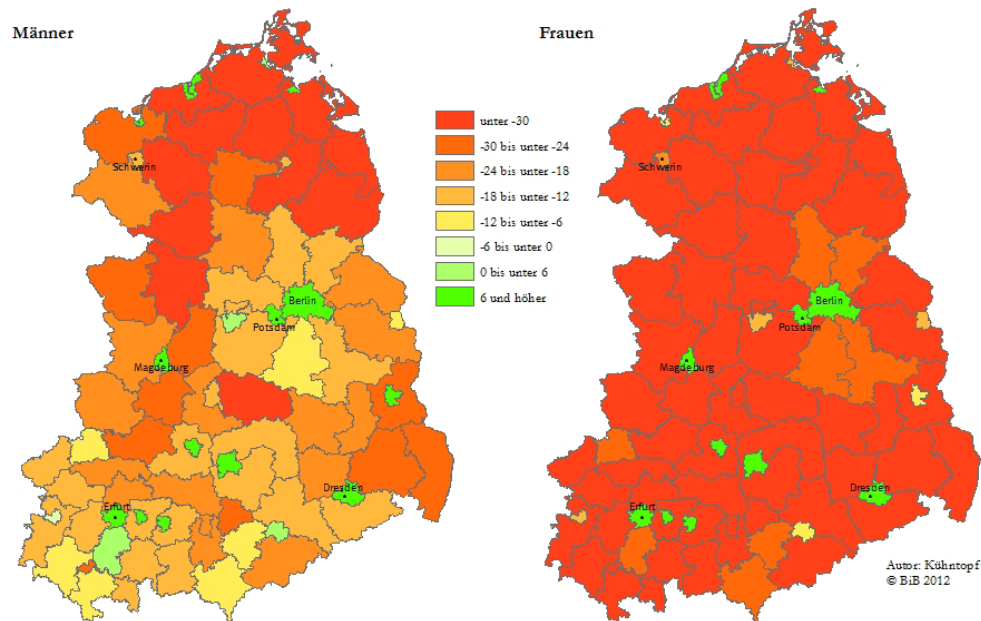 Männer
Frauen
unter -30
-30 bis unter -24
-24 bis unter -18
-18 bis unter -12
-12 bis unter -6
-6 bis unter 0
0 bis unter 6
6 und höher
Schwerin
Berlin
Potsdam
Magdeburg
Dresden
Erfurt
Schwerin
Berlin
Potsdam
Magdeburg
Dresden
Erfurt
Autor: Kühntopf
© BiB 2012